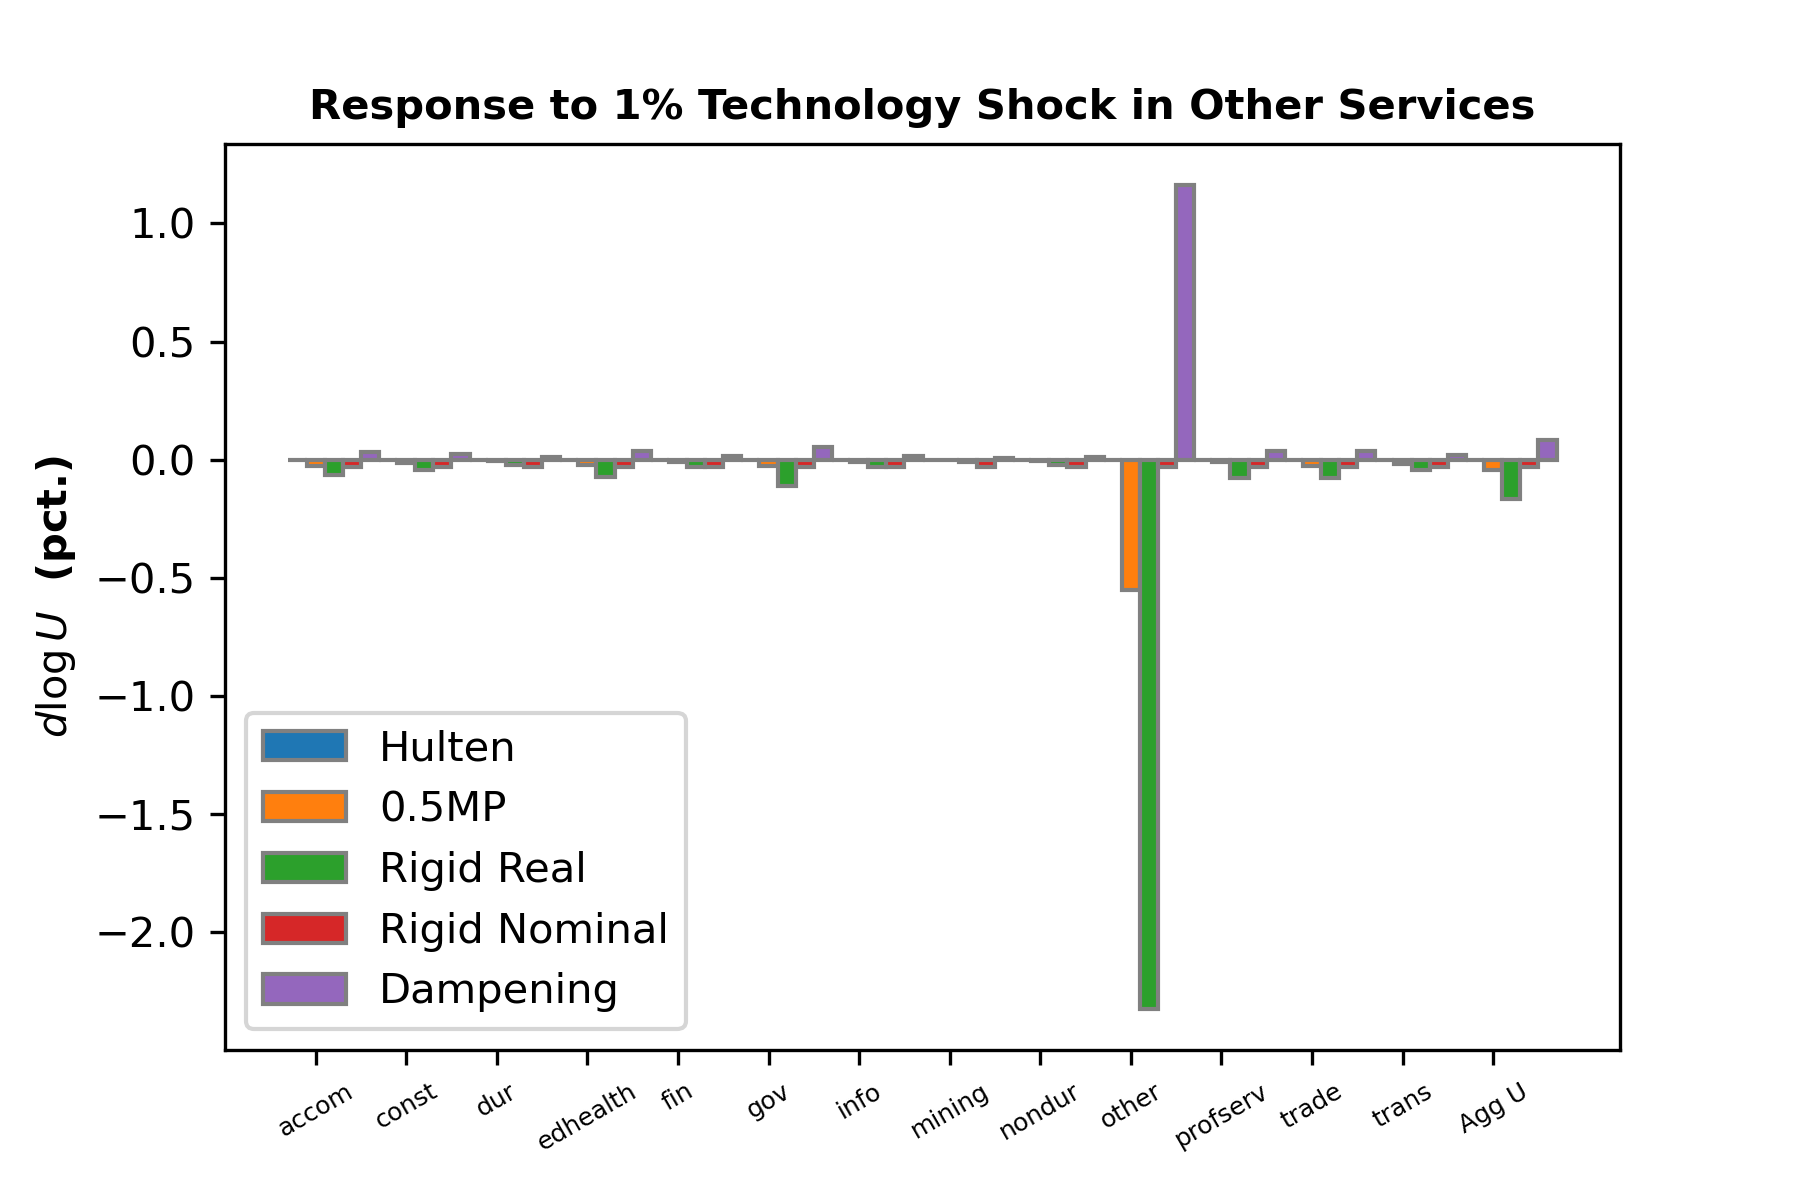 Response to 1% Technology Shock in Other Services
1.0
0.5
0.0
−0.5
−1.0
−1.5
−2.0
dlog U (pct.)
Hulten
0.5MP
Rigid Real
Rigid Nominal
Dampening
accom
const
dur
edhealth
fin
gov
info
mining
nondur
other
profserv
trade
trans
Agg U